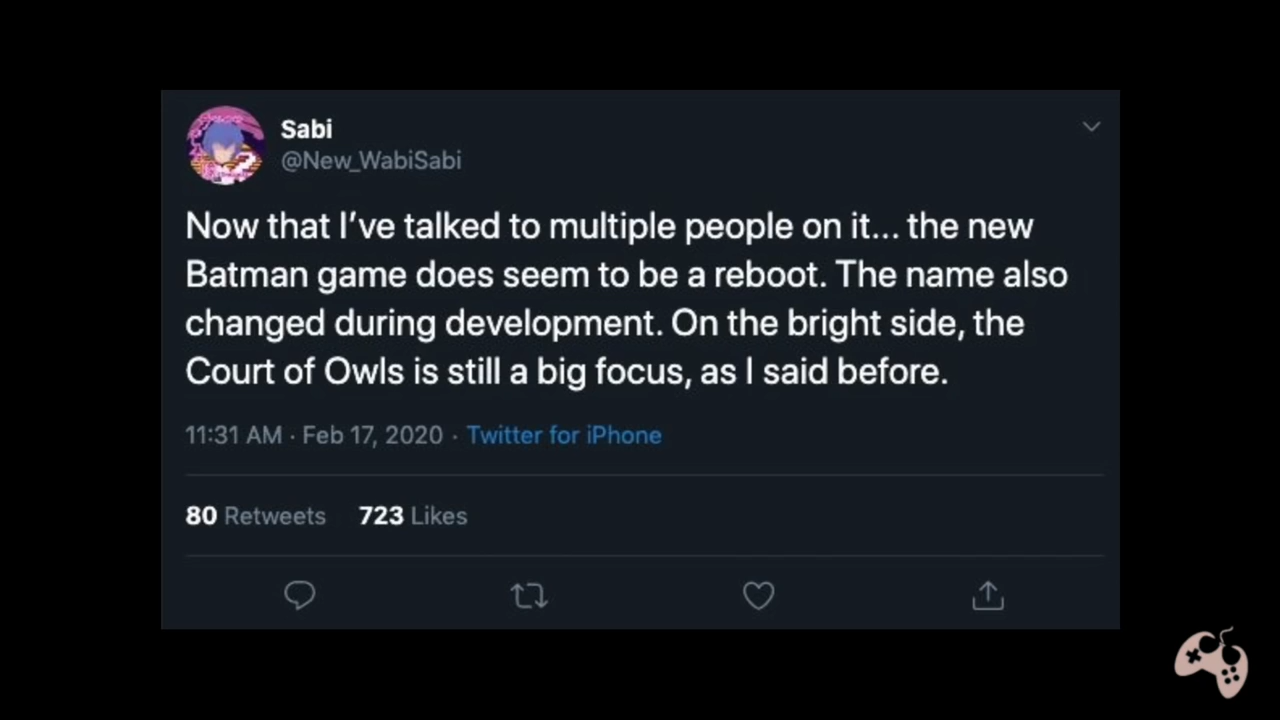 Sabi
@New_WabiSabi
Now that I've talked to multiple people on it... the new
Batman game does seem to be a reboot. The name also
changed during development. On the bright side, the
Court of Owls is still a big focus, as I said before.
11:31 AM · Feb 17, 2020 · Twitter for iPhone
80 Retweets 723 Likes